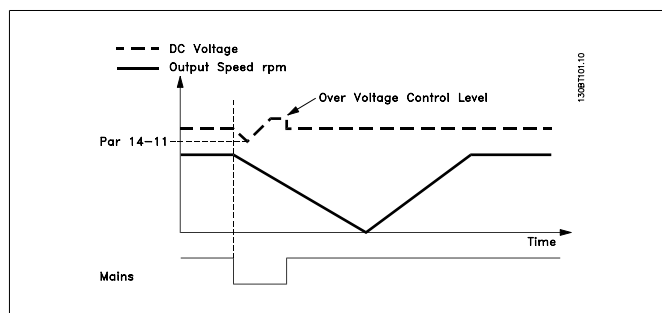 DC Voltage
Output Speed rpm
Over Voltage Control Level
Par 14-11
Time
Mains
130BT101.10